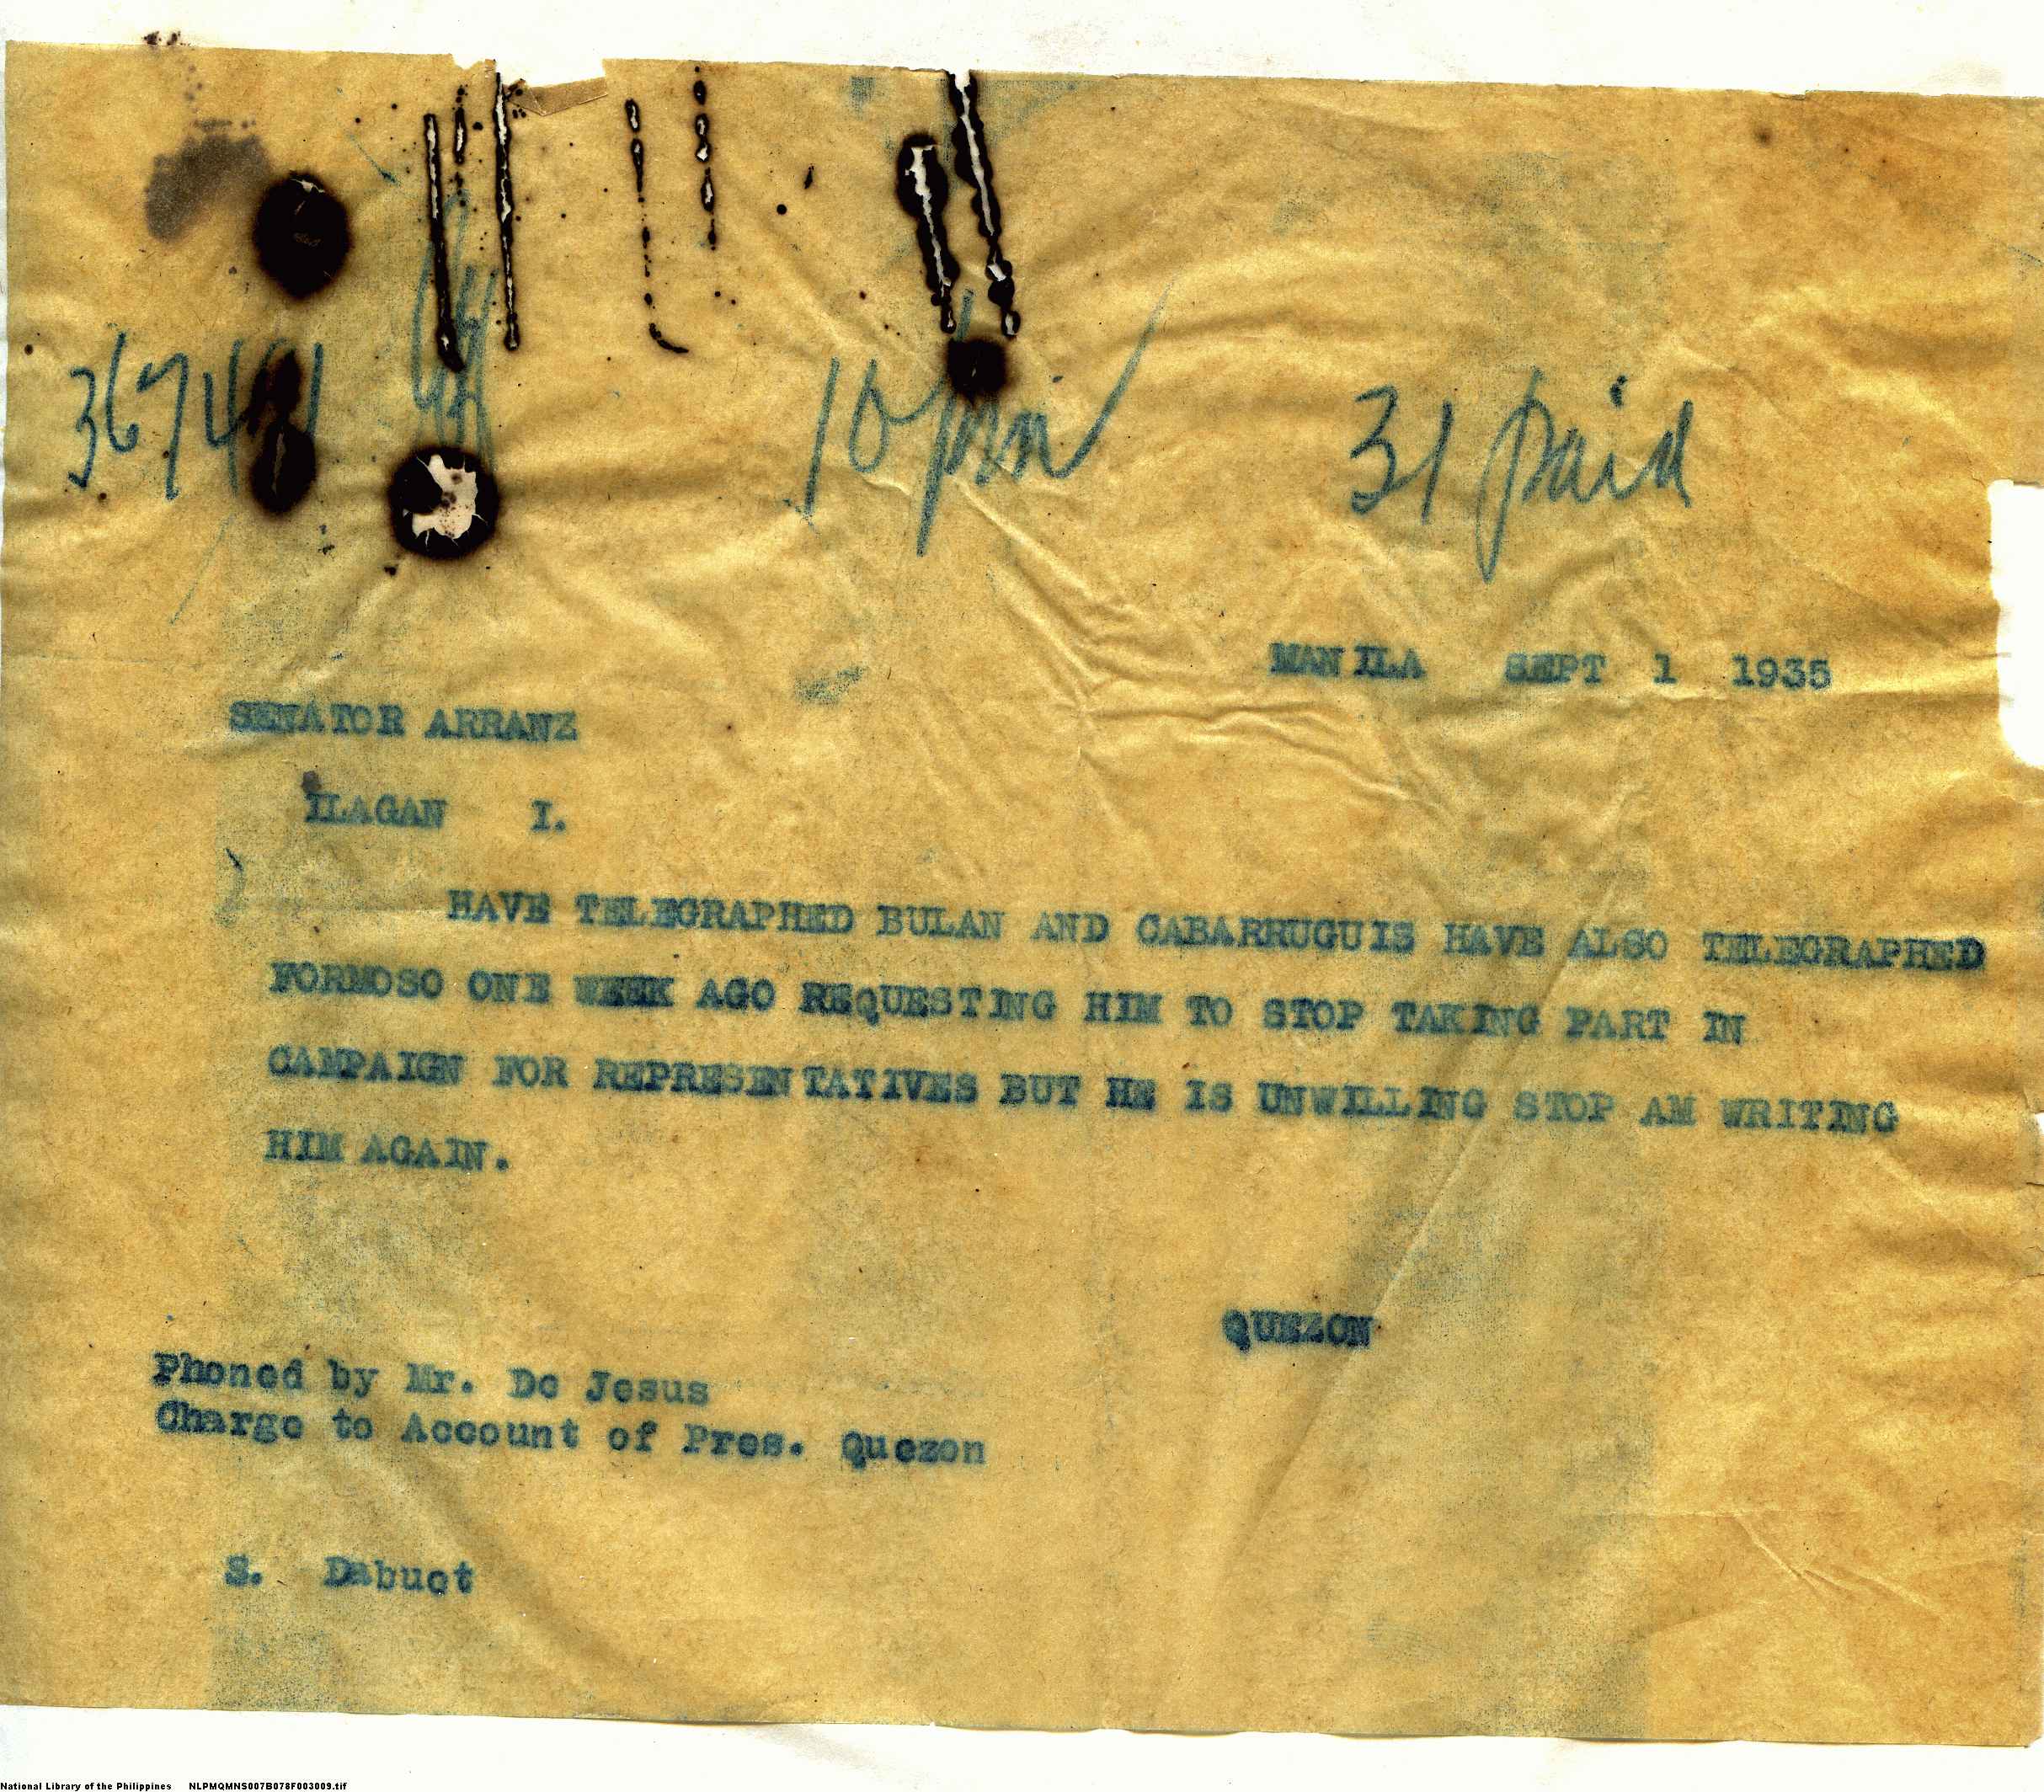 10 pm 31 paid
MANILA SEPT 1 1935
SENATOR ARRANZ
ILAGAN I.
HAVE TELEGRAPHED BULAN AND CABARRUGUIS HAVE ALSO TELEGRAPHED
FORMOSO ONE WEEK AGO REQUESTING HIM TO STOP TAKING PART IN
CAMPAIGN FOR REPRESENTATIVES BUT HE IS UNWILLING STOP AM WRITING
HIM AGAIN.
QUEZON
Phoned by Mr. De Jesus
Charge to Account of Pres. Quezon
S. Dabuet
National Library of the Philippines NLPMQMNS007B078F003009.tif